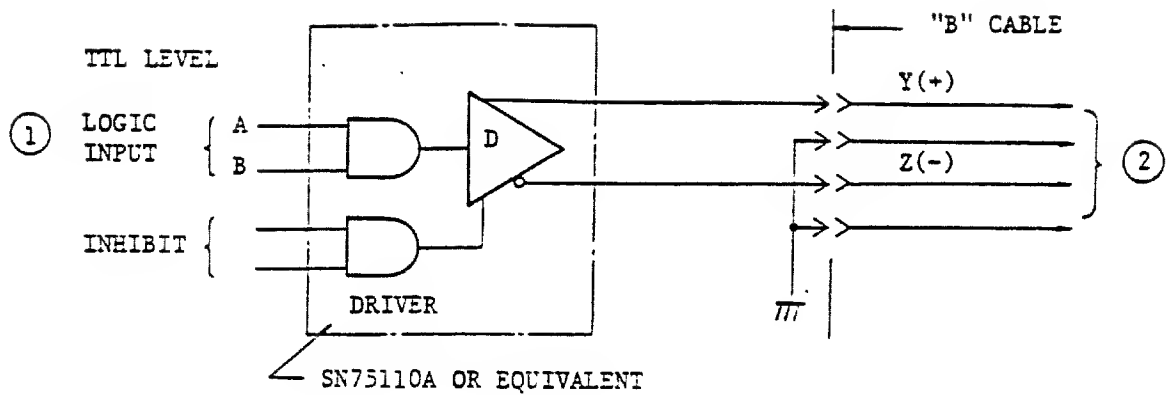 "B" CABLE
TTL LEVEL
Y(+)
1
LOGIC
INPUT
A
B
D
Z(-)
2
INHIBIT
DRIVER
SN75110A OR EQUIVALENT